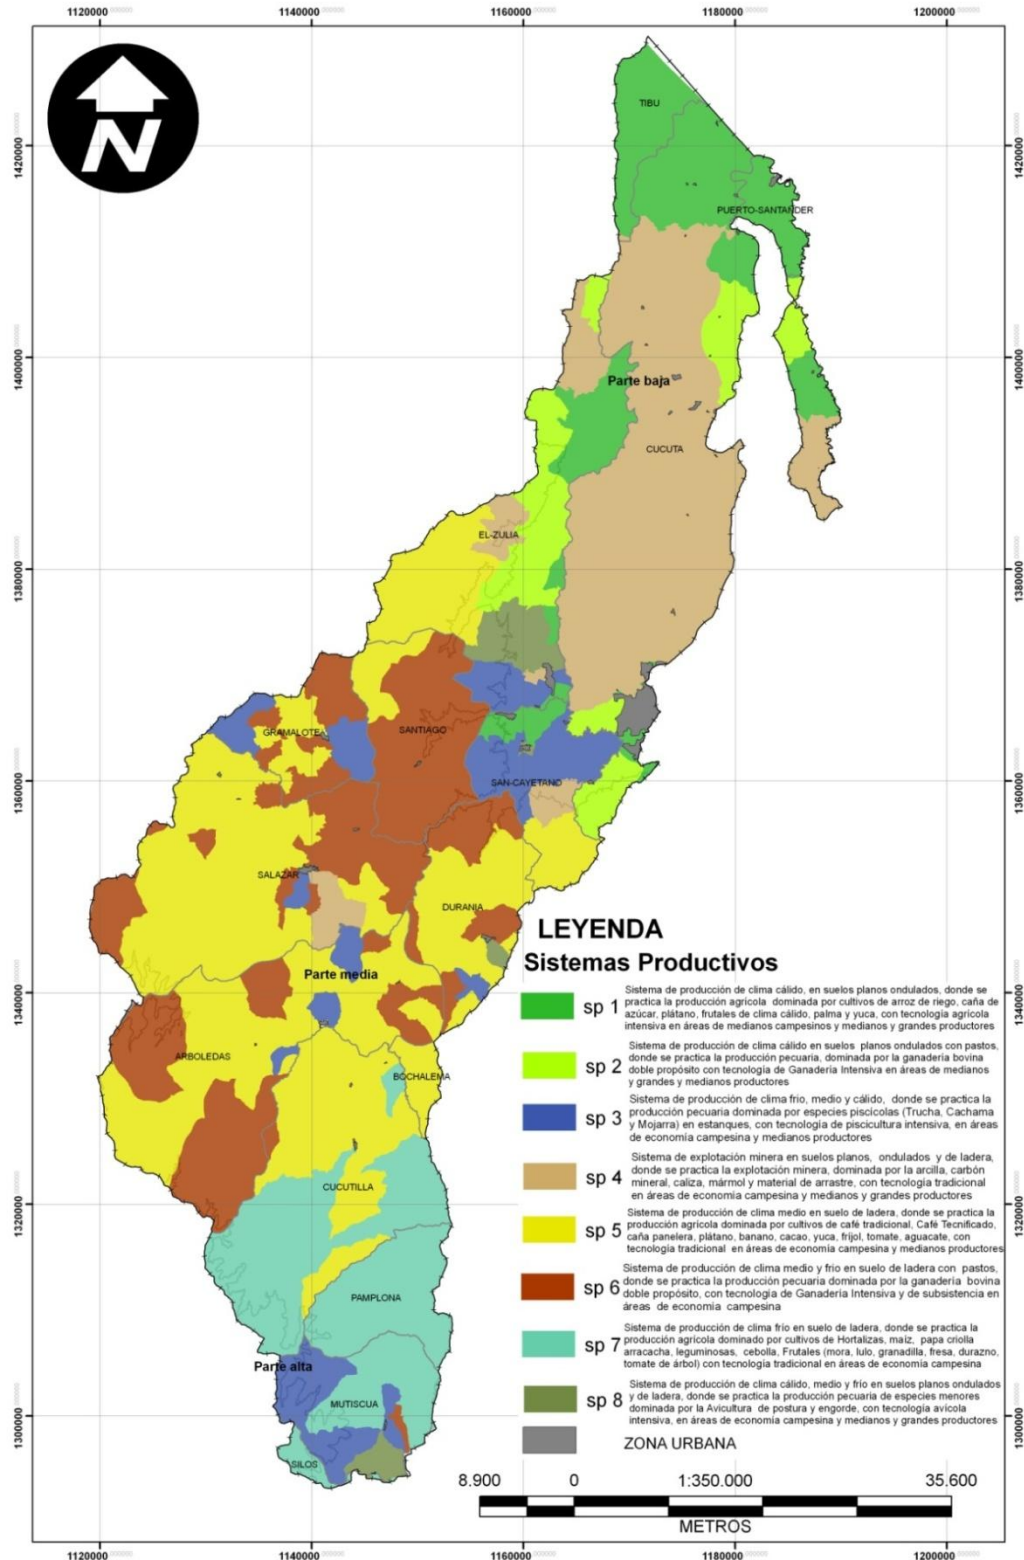 1120000
1140000
1160000
1180000
1200000
N
1420000
1420000
1400000
1400000
1380000
1380000
1360000
1360000
1340000
1340000
1320000
1320000
1300000
1300000
TIBU
PUERTO-SANTANDER
Parte baja
CUCUTA
EL-ZULIA
GRAMALOTE
SANTIAGO
SAN-CAYETANO
SALAZAR
DURANIA
Parte media
ARBOLEDAS
BOCHALEMA
CUCUTILLA
PAMPLONA
Parte alta
MUTISCUA
SILOS
LEYENDA
Sistemas Productivos
sp 1
Sistema de producción de clima cálido, en suelos planos ondulados, donde se
practica la producción agrícola dominada por cultivos de arroz de riego, caña de
azúcar, plátano, frutales de clima cálido, palma y yuca, con tecnología agrícola
intensiva en áreas de medianos campesinos y medianos y grandes productores
sp 2
Sistema de producción de clima cálido en suelos planos ondulados con pastos,
donde se practica la producción pecuaria, dominada por la ganadería bovina
doble propósito con tecnología de Ganadería Intensiva en áreas de medianos
y grandes y medianos productores
sp 3
Sistema de producción de clima frío, medio y cálido, donde se practica la
producción pecuaria dominada por especies piscícolas (Trucha, Cachama
y Mojarra) en estanques, con tecnología de piscicultura intensiva, en áreas
de economía campesina y medianos productores
sp 4
Sistema de explotación minera en suelos planos, ondulados y de ladera,
donde se practica la explotación minera, dominada por la arcilla, carbón
mineral, caliza, mármol y material de arrastre, con tecnología tradicional
en áreas de economía campesina y medianos y grandes productores
sp 5
Sistema de producción de clima medio en suelo de ladera, donde se practica la
producción agrícola dominada por cultivos de café tradicional, Café Tecnificado,
caña panelera, plátano, banano, cacao, yuca, fríjol, tomate, aguacate, con
tecnología tradicional en áreas de economía campesina y medianos productores
sp 6
Sistema de producción de clima medio y frío en suelo de ladera con pastos,
donde se practica la producción pecuaria dominada por la ganadería bovina
doble propósito, con tecnología de Ganadería Intensiva y de subsistencia en
áreas de economía campesina
sp 7
Sistema de producción de clima frío en suelo de ladera, donde se practica la
producción agrícola dominado por cultivos de Hortalizas, maíz, papa criolla
arracacha, leguminosas, cebolla, Frutales (mora, lulo, granadilla, fresa, durazno,
tomate de árbol) con tecnología tradicional en áreas de economía campesina
sp 8
Sistema de producción de clima cálido, medio y frío en suelos planos ondulados
y de ladera, donde se practica la producción pecuaria de especies menores
dominada por la Avicultura de postura y engorde, con tecnología avícola
intensiva, en áreas de economía campesina y medianos y grandes productores
ZONA URBANA
8.900 0 1:350.000 35.600
METROS
1120000
1140000
1160000
1180000
1200000